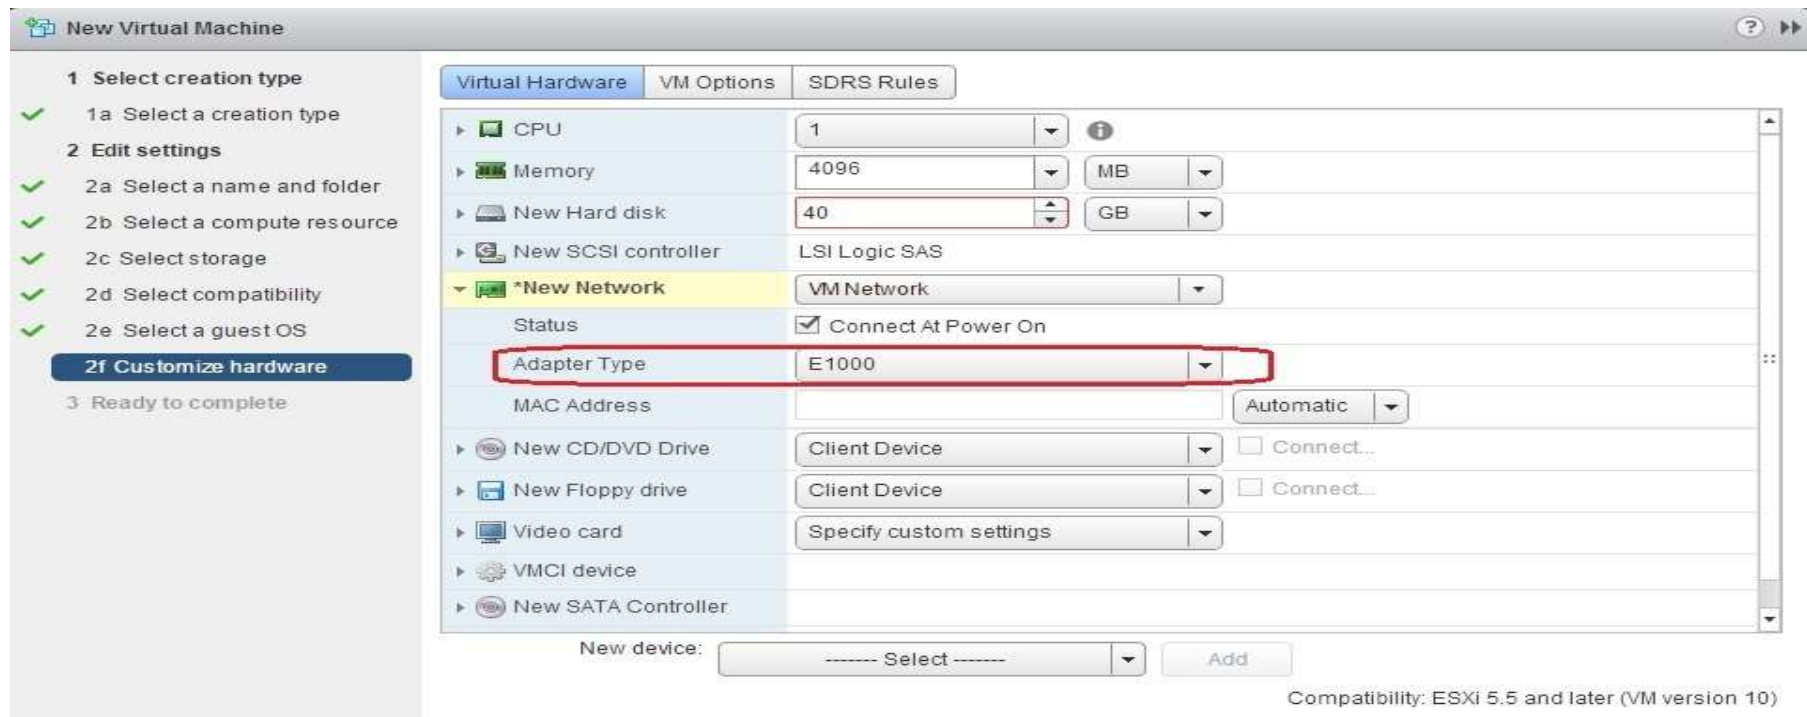 New Virtual Machine
1 Select creation type
1a Select a creation type
2 Edit settings
2a Select a name and folder
2b Select a compute resource
2c Select storage
2d Select compatibility
2e Select a guest OS
2f Customize hardware
3 Ready to complete
Virtual Hardware VM Options SDRS Rules
CPU 1
Memory 4096 MB
New Hard disk 40 GB
New SCSI controller LSI Logic SAS
*New Network VM Network
Status Connect At Power On
Adapter Type E1000
MAC Address Automatic
New CD/DVD Drive Client Device Connect...
New Floppy drive Client Device Connect...
Video card Specify custom settings
VMCI device
New SATA Controller
New device: ------- Select ------- Add
Compatibility: ESXi 5.5 and later (VM version 10)